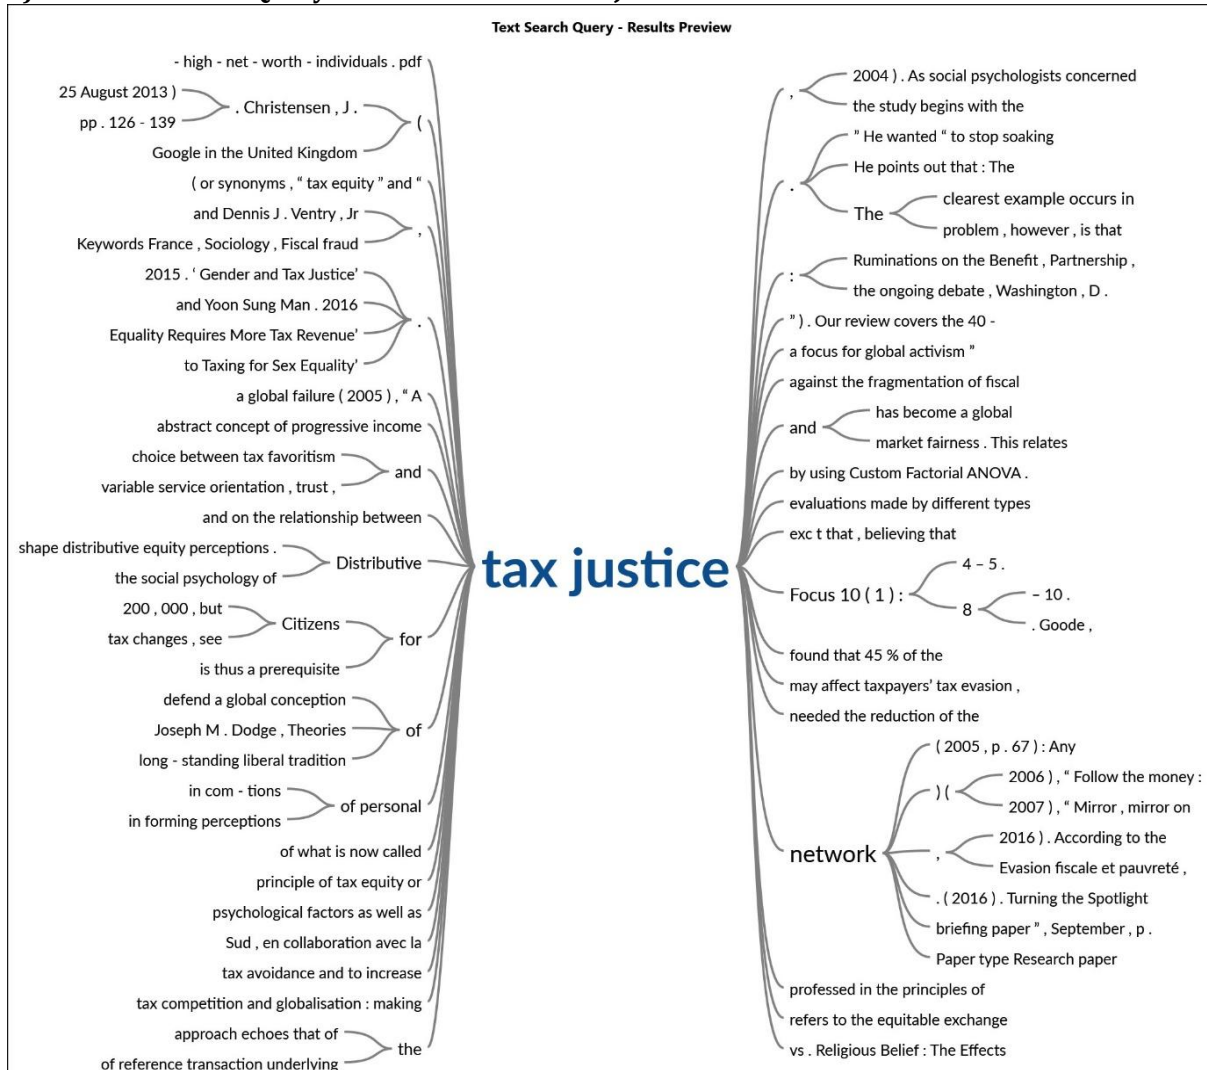 Text Search Query - Results Preview
- high - net - worth - individuals . pdf
25 August 2013 )
pp . 126 - 139
. Christensen , J .
Google in the United Kingdom
(
( or synonyms , “ tax equity ” and “
and Dennis J . Ventry , Jr
Keywords France , Sociology , Fiscal fraud
,
2015 . ‘ Gender and Tax Justice’
and Yoon Sung Man . 2016
Equality Requires More Tax Revenue’
to Taxing for Sex Equality’
.
a global failure ( 2005 ) , “ A
abstract concept of progressive income
choice between tax favoritism
variable service orientation , trust ,
and
and on the relationship between
shape distributive equity perceptions .
the social psychology of
Distributive
200 , 000 , but
tax changes , see
Citizens
is thus a prerequisite
for
defend a global conception
Joseph M . Dodge , Theories
long - standing liberal tradition
of
in com - tions
in forming perceptions
of personal
of what is now called
principle of tax equity or
psychological factors as well as
Sud , en collaboration avec la
tax avoidance and to increase
tax competition and globalisation : making
approach echoes that of
of reference transaction underlying
the
tax justice
,
2004 ) . As social psychologists concerned
the study begins with the
.
” He wanted “ to stop soaking
He points out that : The
The
clearest example occurs in
problem , however , is that
:
Ruminations on the Benefit , Partnership ,
the ongoing debate , Washington , D .
” ) . Our review covers the 40 -
a focus for global activism ”
against the fragmentation of fiscal
and
has become a global
market fairness . This relates
by using Custom Factorial ANOVA .
evaluations made by different types
exc t that , believing that
Focus 10 ( 1 ) :
4 – 5 .
8
– 10 .
. Goode ,
found that 45 % of the
may affect taxpayers’ tax evasion ,
needed the reduction of the
network
( 2005 , p . 67 ) : Any
) (
2006 ) , “ Follow the money :
2007 ) , “ Mirror , mirror on
,
2016 ) . According to the
Evasion fiscale et pauvreté ,
. ( 2016 ) . Turning the Spotlight
briefing paper ” , September , p .
Paper type Research paper
professed in the principles of
refers to the equitable exchange
vs . Religious Belief : The Effects